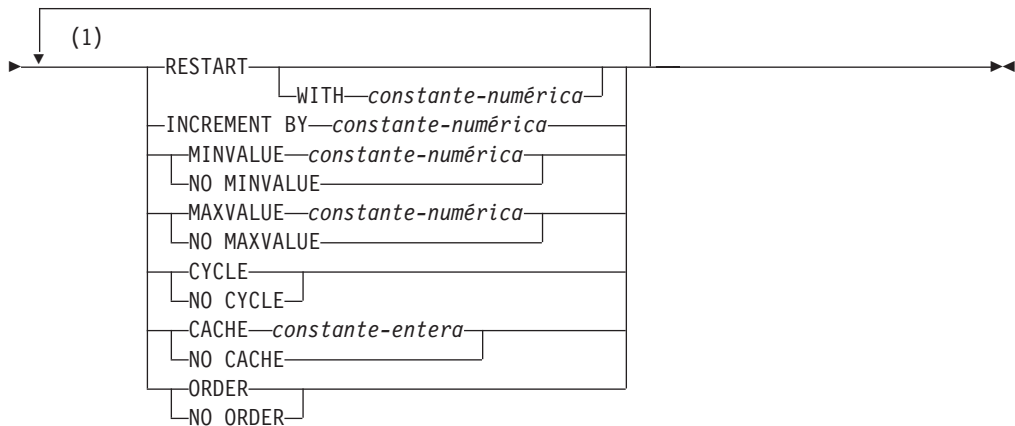 (1)
RESTART
WITH constante-numérica
INCREMENT BY constante-numérica
MINVALUE constante-numérica
NO MINVALUE
MAXVALUE constante-numérica
NO MAXVALUE
CYCLE
NO CYCLE
CACHE constante-entera
NO CACHE
ORDER
NO ORDER